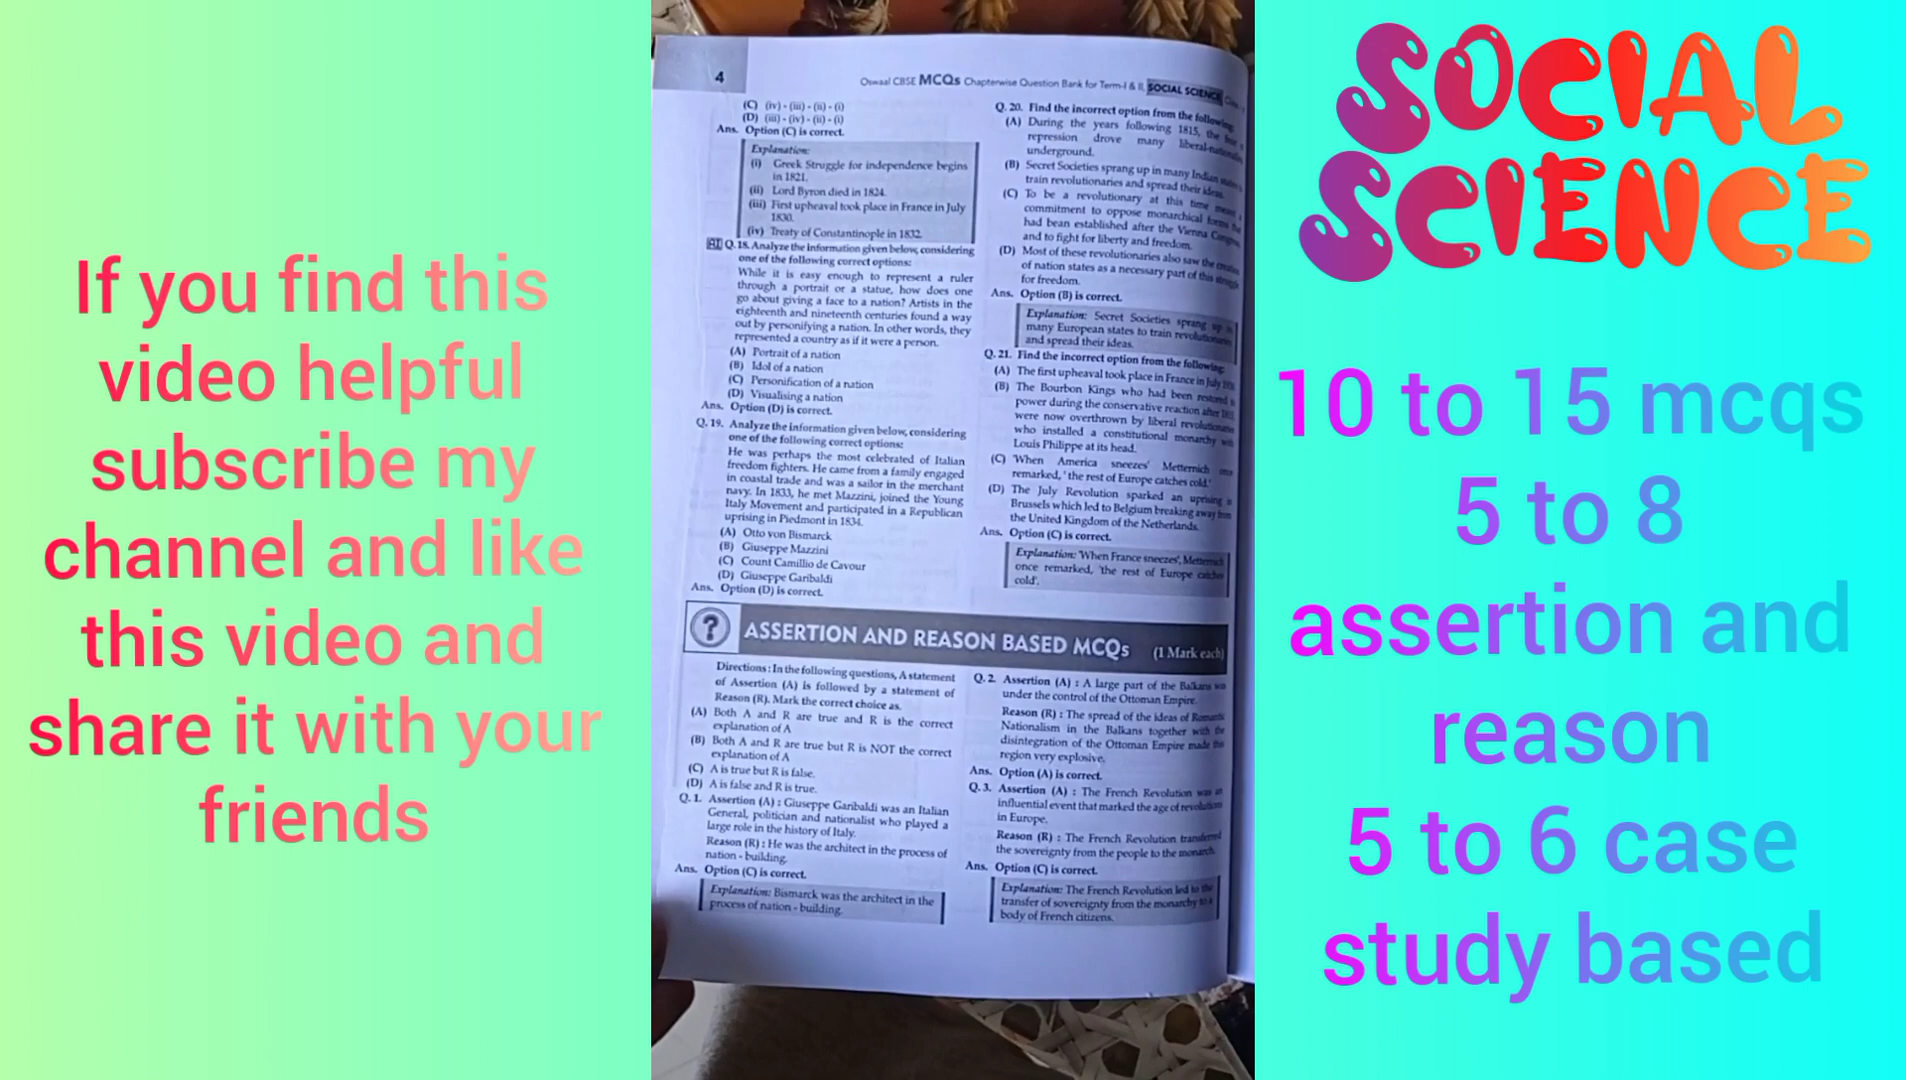 If you find this
video helpful
subscribe my
channel and like
this video and
share it with your
friends
4
Oswaal CBSE MCQs Chapterwise Question Bank for Term-I & II, SOCIAL SCIENCE
(C) (iv) - (iii) - (ii) - (i)
(D) (iii) - (iv) - (ii) - (i)
Ans. Option (C) is correct.
Explanation:
(i) Greek Struggle for independence begins
in 1821.
(ii) Lord Byron died in 1824.
(iii) First upheaval took place in France in July
1830.
(iv) Treaty of Constantinople in 1832.
AI Q. 18. Analyze the information given below, considering
one of the following correct options:
While it is easy enough to represent a ruler
through a portrait or a statue, how does one
go about giving a face to a nation? Artists in the
eighteenth and nineteenth centuries found a way
out by personifying a nation. In other words, they
represented a country as if it were a person.
(A) Portrait of a nation
(B) Idol of a nation
(C) Personification of a nation
(D) Visualising a nation
Ans. Option (D) is correct.
Q. 19. Analyze the information given below, considering
one of the following correct options:
He was perhaps the most celebrated of Italian
freedom fighters. He came from a family engaged
in coastal trade and was a sailor in the merchant
navy. In 1833, he met Mazzini, joined the Young
Italy Movement and participated in a Republican
uprising in Piedmont in 1834.
(A) Otto von Bismarck
(B) Giuseppe Mazzini
(C) Count Camillio de Cavour
(D) Giuseppe Garibaldi
Ans. Option (D) is correct.
Q. 20. Find the incorrect option from the following:
(A) During the years following 1815, the
repression drove many
underground.
(B) Secret Societies sprang up in many Indian
train revolutionaries and spread their ideas.
(C) To be a revolutionary at this time
commitment to oppose monarchical forms
had been established after the Vienna
and to fight for liberty and freedom.
(D) Most of these revolutionaries also saw the
of nation states as a necessary part of this struggle
for freedom.
Ans. Option (B) is correct.
Explanation: Secret Societies sprang up in
many European states to train revolutionaries
and spread their ideas.
Q. 21. Find the incorrect option from the following:
(A) The first upheaval took place in France in July
(B) The Bourbon Kings who had been restored
power during the conservative reaction after
were now overthrown by liberal revolutionaries
who installed a constitutional monarchy with
Louis Philippe at its head.
(C) 'When America sneezes' Metternich once
remarked, 'the rest of Europe catches cold.'
(D) The July Revolution sparked an uprising
Brussels which led to Belgium breaking away from
the United Kingdom of the Netherlands.
Ans. Option (C) is correct.
Explanation: 'When France sneezes', Metternich
once remarked, 'the rest of Europe catches
cold'.
? ASSERTION AND REASON BASED MCQs (1 Mark each)
Directions : In the following questions, A statement
of Assertion (A) is followed by a statement of
Reason (R). Mark the correct choice as.
(A) Both A and R are true and R is the correct
explanation of A
(B) Both A and R are true but R is NOT the correct
explanation of A
(C) A is true but R is false.
(D) A is false and R is true.
Q. 1. Assertion (A) : Giuseppe Garibaldi was an Italian
General, politician and nationalist who played a
large role in the history of Italy.
Reason (R) : He was the architect in the process of
nation - building.
Ans. Option (C) is correct.
Explanation: Bismarck was the architect in the
process of nation - building.
Q. 2. Assertion (A) : A large part of the Balkans was
under the control of the Ottoman Empire.
Reason (R) : The spread of the ideas of Romantic
Nationalism in the Balkans together with the
disintegration of the Ottoman Empire made this
region very explosive.
Ans. Option (A) is correct.
Q. 3. Assertion (A) : The French Revolution was an
influential event that marked the age of revolutions
in Europe.
Reason (R) : The French Revolution transferred
the sovereignty from the people to the monarch.
Ans. Option (C) is correct.
Explanation: The French Revolution led to the
transfer of sovereignty from the monarchy to a
body of French citizens.
SOCIAL
SCIENCE
10 to 15 mcqs
5 to 8
assertion and
reason
5 to 6 case
study based